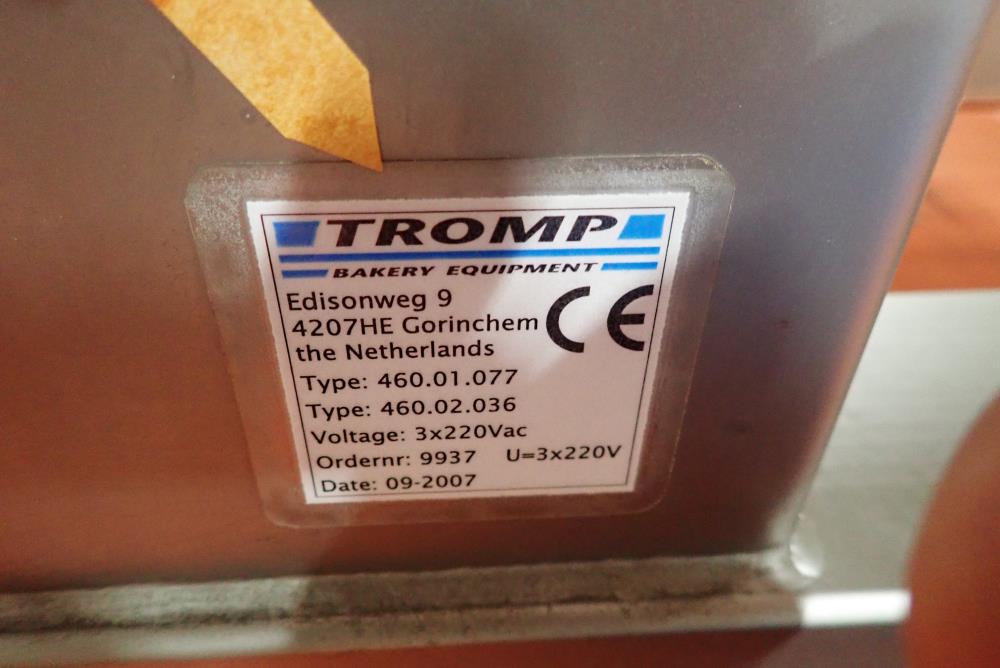 TROMP
BAKERY EQUIPMENT
Edisonweg 9
4207HE Gorinchem
the Netherlands
CE
Type: 460.01.077
Type: 460.02.036
Voltage: 3x220Vac
Ordernr: 9937 U=3x220V
Date: 09-2007